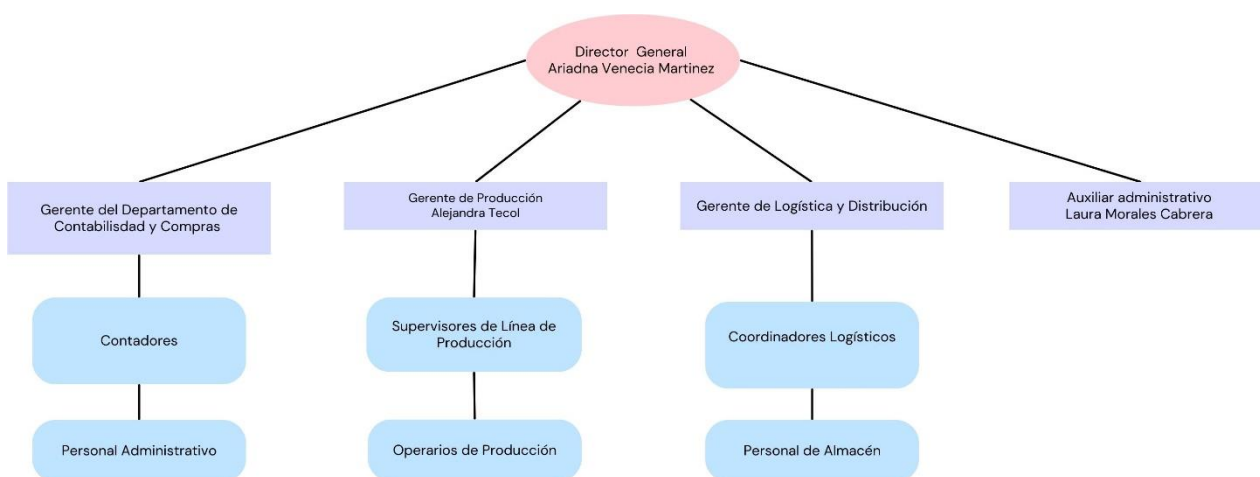 Director General
Ariadna Venecia Martinez
Gerente del Departamento de
Contabilisdad y Compras
Gerente de Producción
Alejandra Tecol
Gerente de Logística y Distribución
Auxiliar administrativo
Laura Morales Cabrera
Contadores
Supervisores de Línea de
Producción
Coordinadores Logísticos
Personal Administrativo
Operarios de Producción
Personal de Almacén